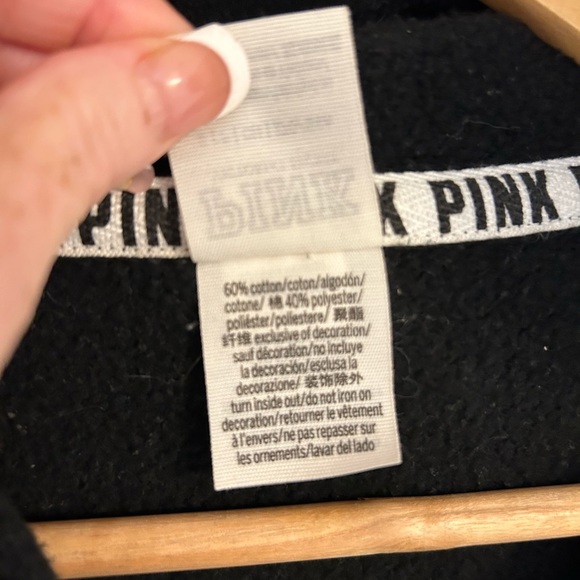 PIN K PINK
60% cotton/coton/algodón/
cotone/ 棉 40% polyester/
poliéster/poliestere/ 聚酯
纤维 exclusive of decoration/
sauf décoration/no incluye
la decoración/esclusa la
decorazione/ 装饰除外
turn inside out/do not iron on
decoration/retourner le vêtement
à l'envers/ne pas repasser sur
les ornements/lavar del lado